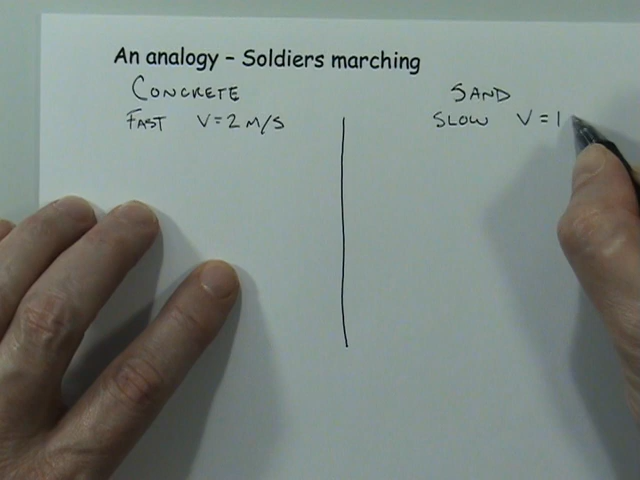 An analogy – Soldiers marching
CONCRETE
FAST V=2 M/S
SAND
SLOW V=1